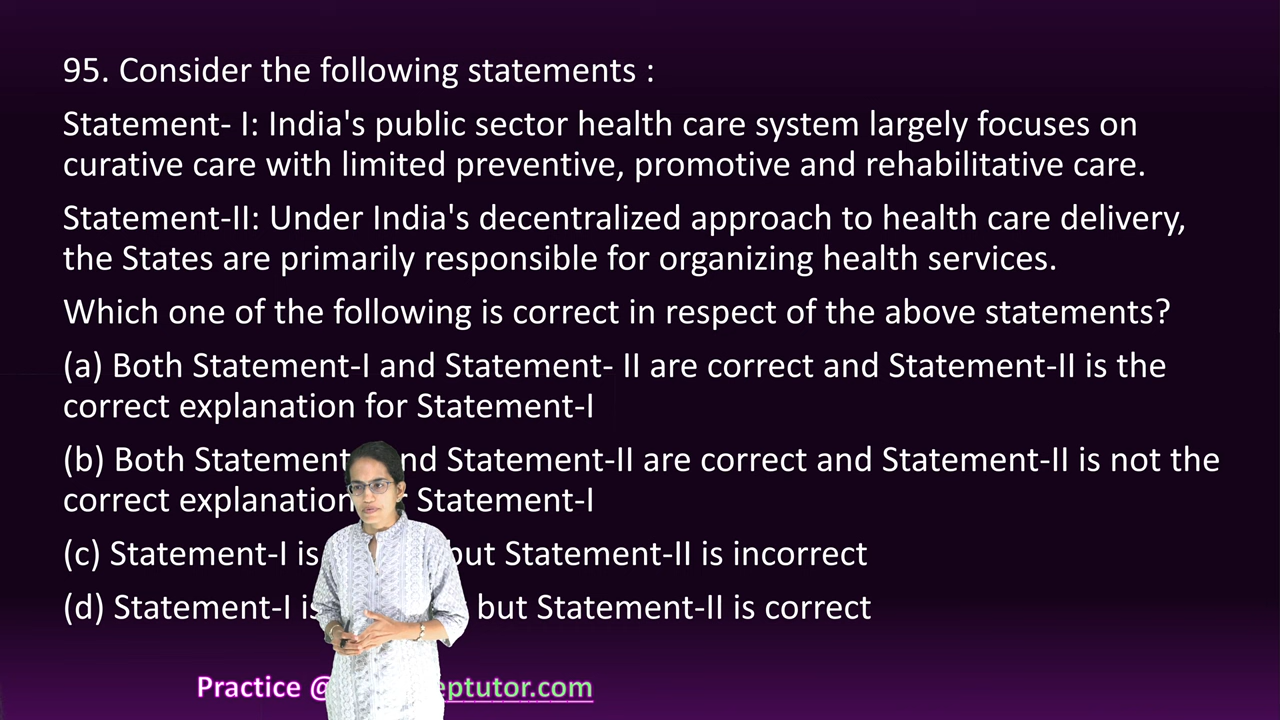 95. Consider the following statements :
Statement- I: India's public sector health care system largely focuses on
curative care with limited preventive, promotive and rehabilitative care.
Statement-II: Under India's decentralized approach to health care delivery,
the States are primarily responsible for organizing health services.
Which one of the following is correct in respect of the above statements?
(a) Both Statement-I and Statement- II are correct and Statement-II is the
correct explanation for Statement-I
(b) Both Statement and Statement-II are correct and Statement-II is not the
correct explanation Statement-I
(c) Statement-I is but Statement-II is incorrect
(d) Statement-I is but Statement-II is correct
Practice @ eptutor.com